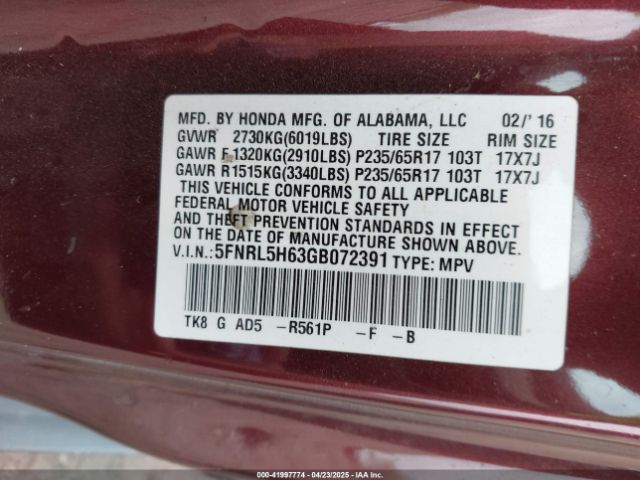 MFD. BY HONDA MFG. OF ALABAMA, LLC 02/' 16
GVWR 2730KG(6019LBS) TIRE SIZE RIM SIZE
GAWR F 1320KG(2910LBS) P235/65R17 103T 17X7J
GAWR R1515KG(3340LBS) P235/65R17 103T 17X7J
THIS VEHICLE CONFORMS TO ALL APPLICABLE
FEDERAL MOTOR VEHICLE SAFETY
AND THEFT PREVENTION STANDARDS IN EFFECT
ON THE DATE OF MANUFACTURE SHOWN ABOVE.
V.I.N.:5FNRL5H63GB072391 TYPE: MPV
TK8 G AD5 -R561P -F -B
© 000-41997774 - 04/23/2025 - IAA